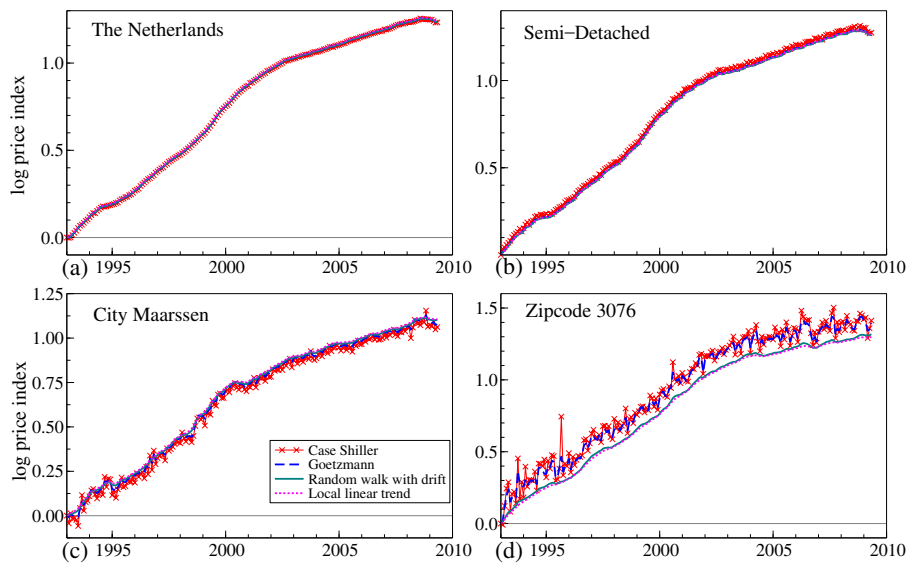 The Netherlands
log price index
1.0
0.5
0.0
1995 2000 2005 2010
(a)
Semi−Detached
1.0
0.5
1995 2000 2005 2010
(b)
City Maarssen
log price index
1.25
1.00
0.75
0.50
0.25
0.00
Case Shiller
Goetzmann
Random walk with drift
Local linear trend
1995 2000 2005 2010
(c)
Zipcode 3076
1.5
1.0
0.5
0.0
1995 2000 2005 2010
(d)